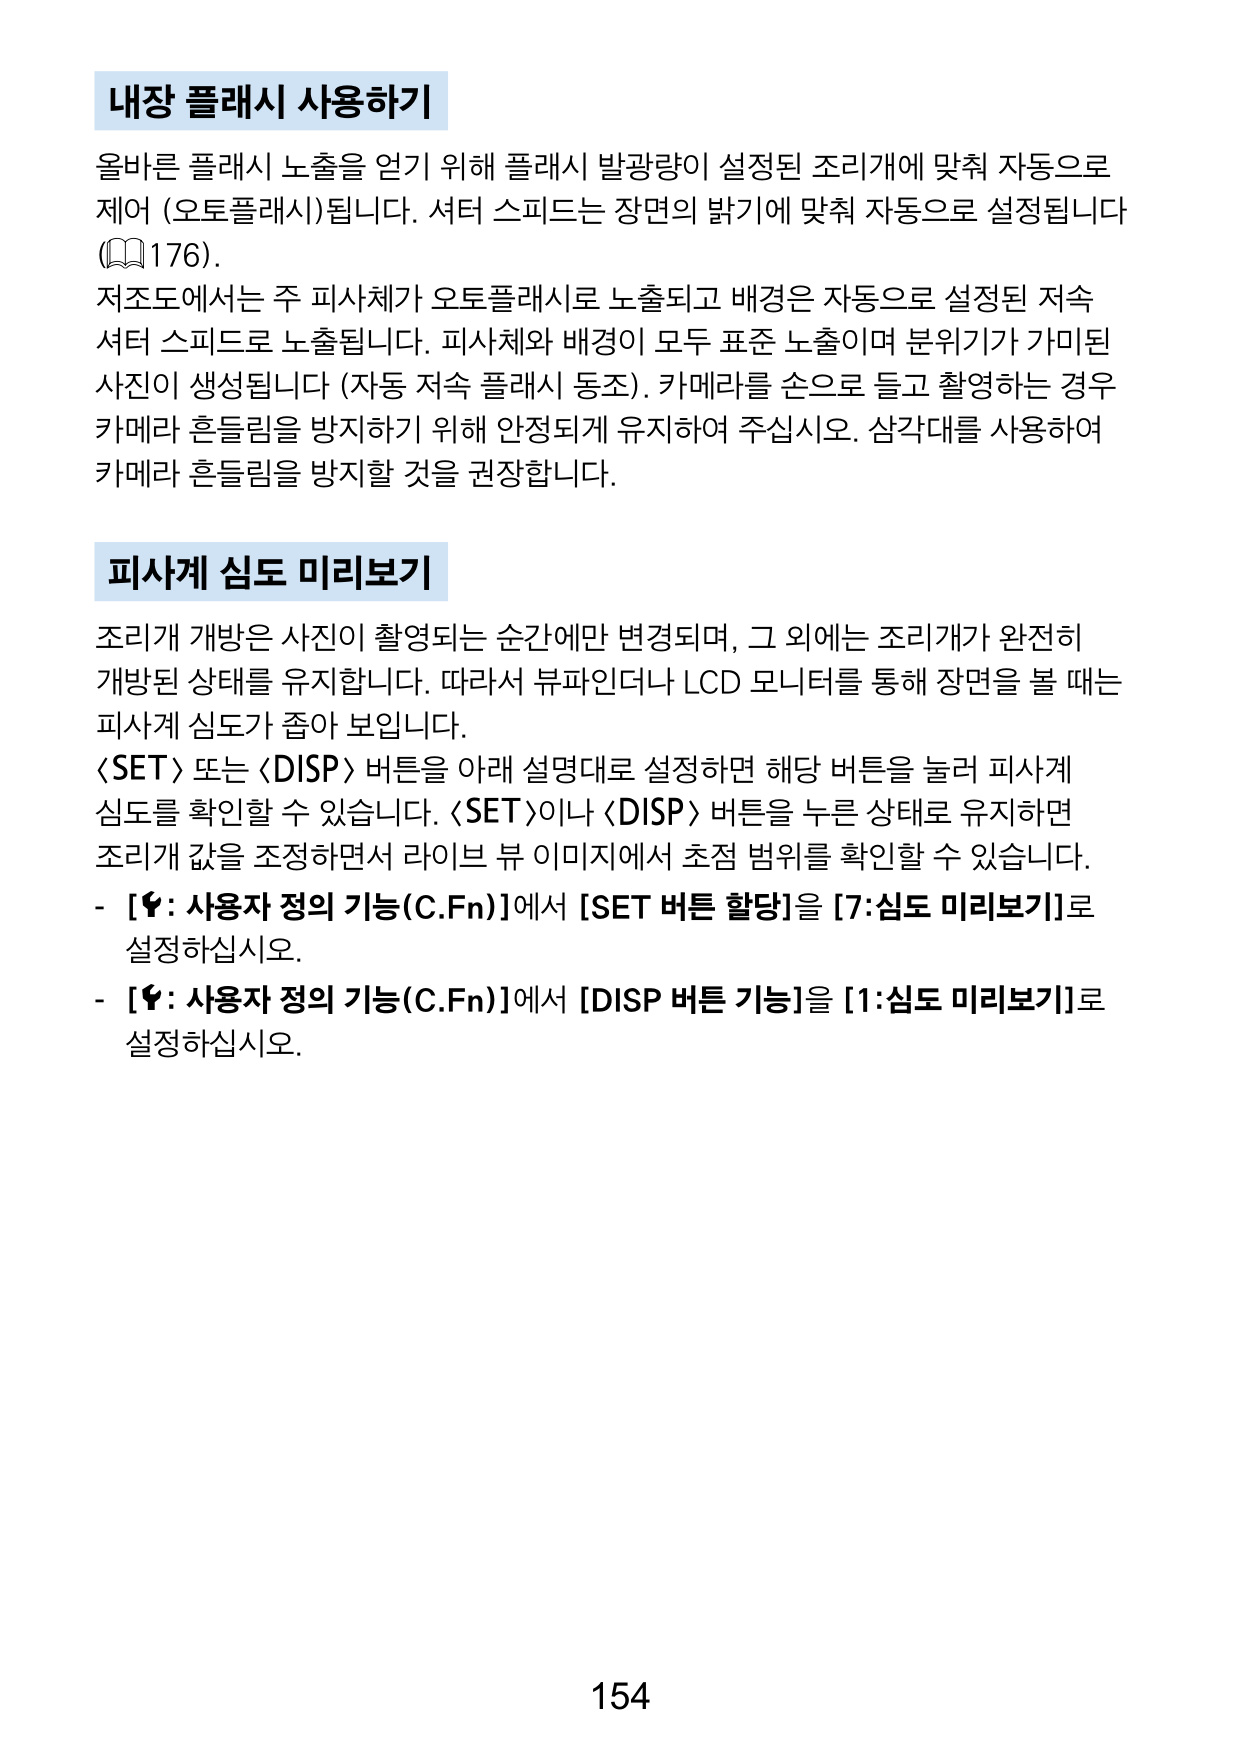 내장 플래시 사용하기
올바른 플래시 노출을 얻기 위해 플래시 발광량이 설정된 조리개에 맞춰 자동으로
제어 (오토플래시)됩니다. 셔터 스피드는 장면의 밝기에 맞춰 자동으로 설정됩니다
(176).
저조도에서는 주 피사체가 오토플래시로 노출되고 배경은 자동으로 설정된 저속
셔터 스피드로 노출됩니다. 피사체와 배경이 모두 표준 노출이며 분위기가 가미된
사진이 생성됩니다 (자동 저속 플래시 동조). 카메라를 손으로 들고 촬영하는 경우
카메라 흔들림을 방지하기 위해 안정되게 유지하여 주십시오. 삼각대를 사용하여
카메라 흔들림을 방지할 것을 권장합니다.
피사계 심도 미리보기
조리개 개방은 사진이 촬영되는 순간에만 변경되며, 그 외에는 조리개가 완전히
개방된 상태를 유지합니다. 따라서 뷰파인더나 LCD 모니터를 통해 장면을 볼 때는
피사계 심도가 좁아 보입니다.
〈SET〉 또는 〈DISP〉 버튼을 아래 설명대로 설정하면 해당 버튼을 눌러 피사계
심도를 확인할 수 있습니다. 〈SET〉이나 〈DISP〉 버튼을 누른 상태로 유지하면
조리개 값을 조정하면서 라이브 뷰 이미지에서 초점 범위를 확인할 수 있습니다.
- [: 사용자 정의 기능(C.Fn)]에서 [SET 버튼 할당]을 [7:심도 미리보기]로
설정하십시오.
- [: 사용자 정의 기능(C.Fn)]에서 [DISP 버튼 기능]을 [1:심도 미리보기]로
설정하십시오.
154